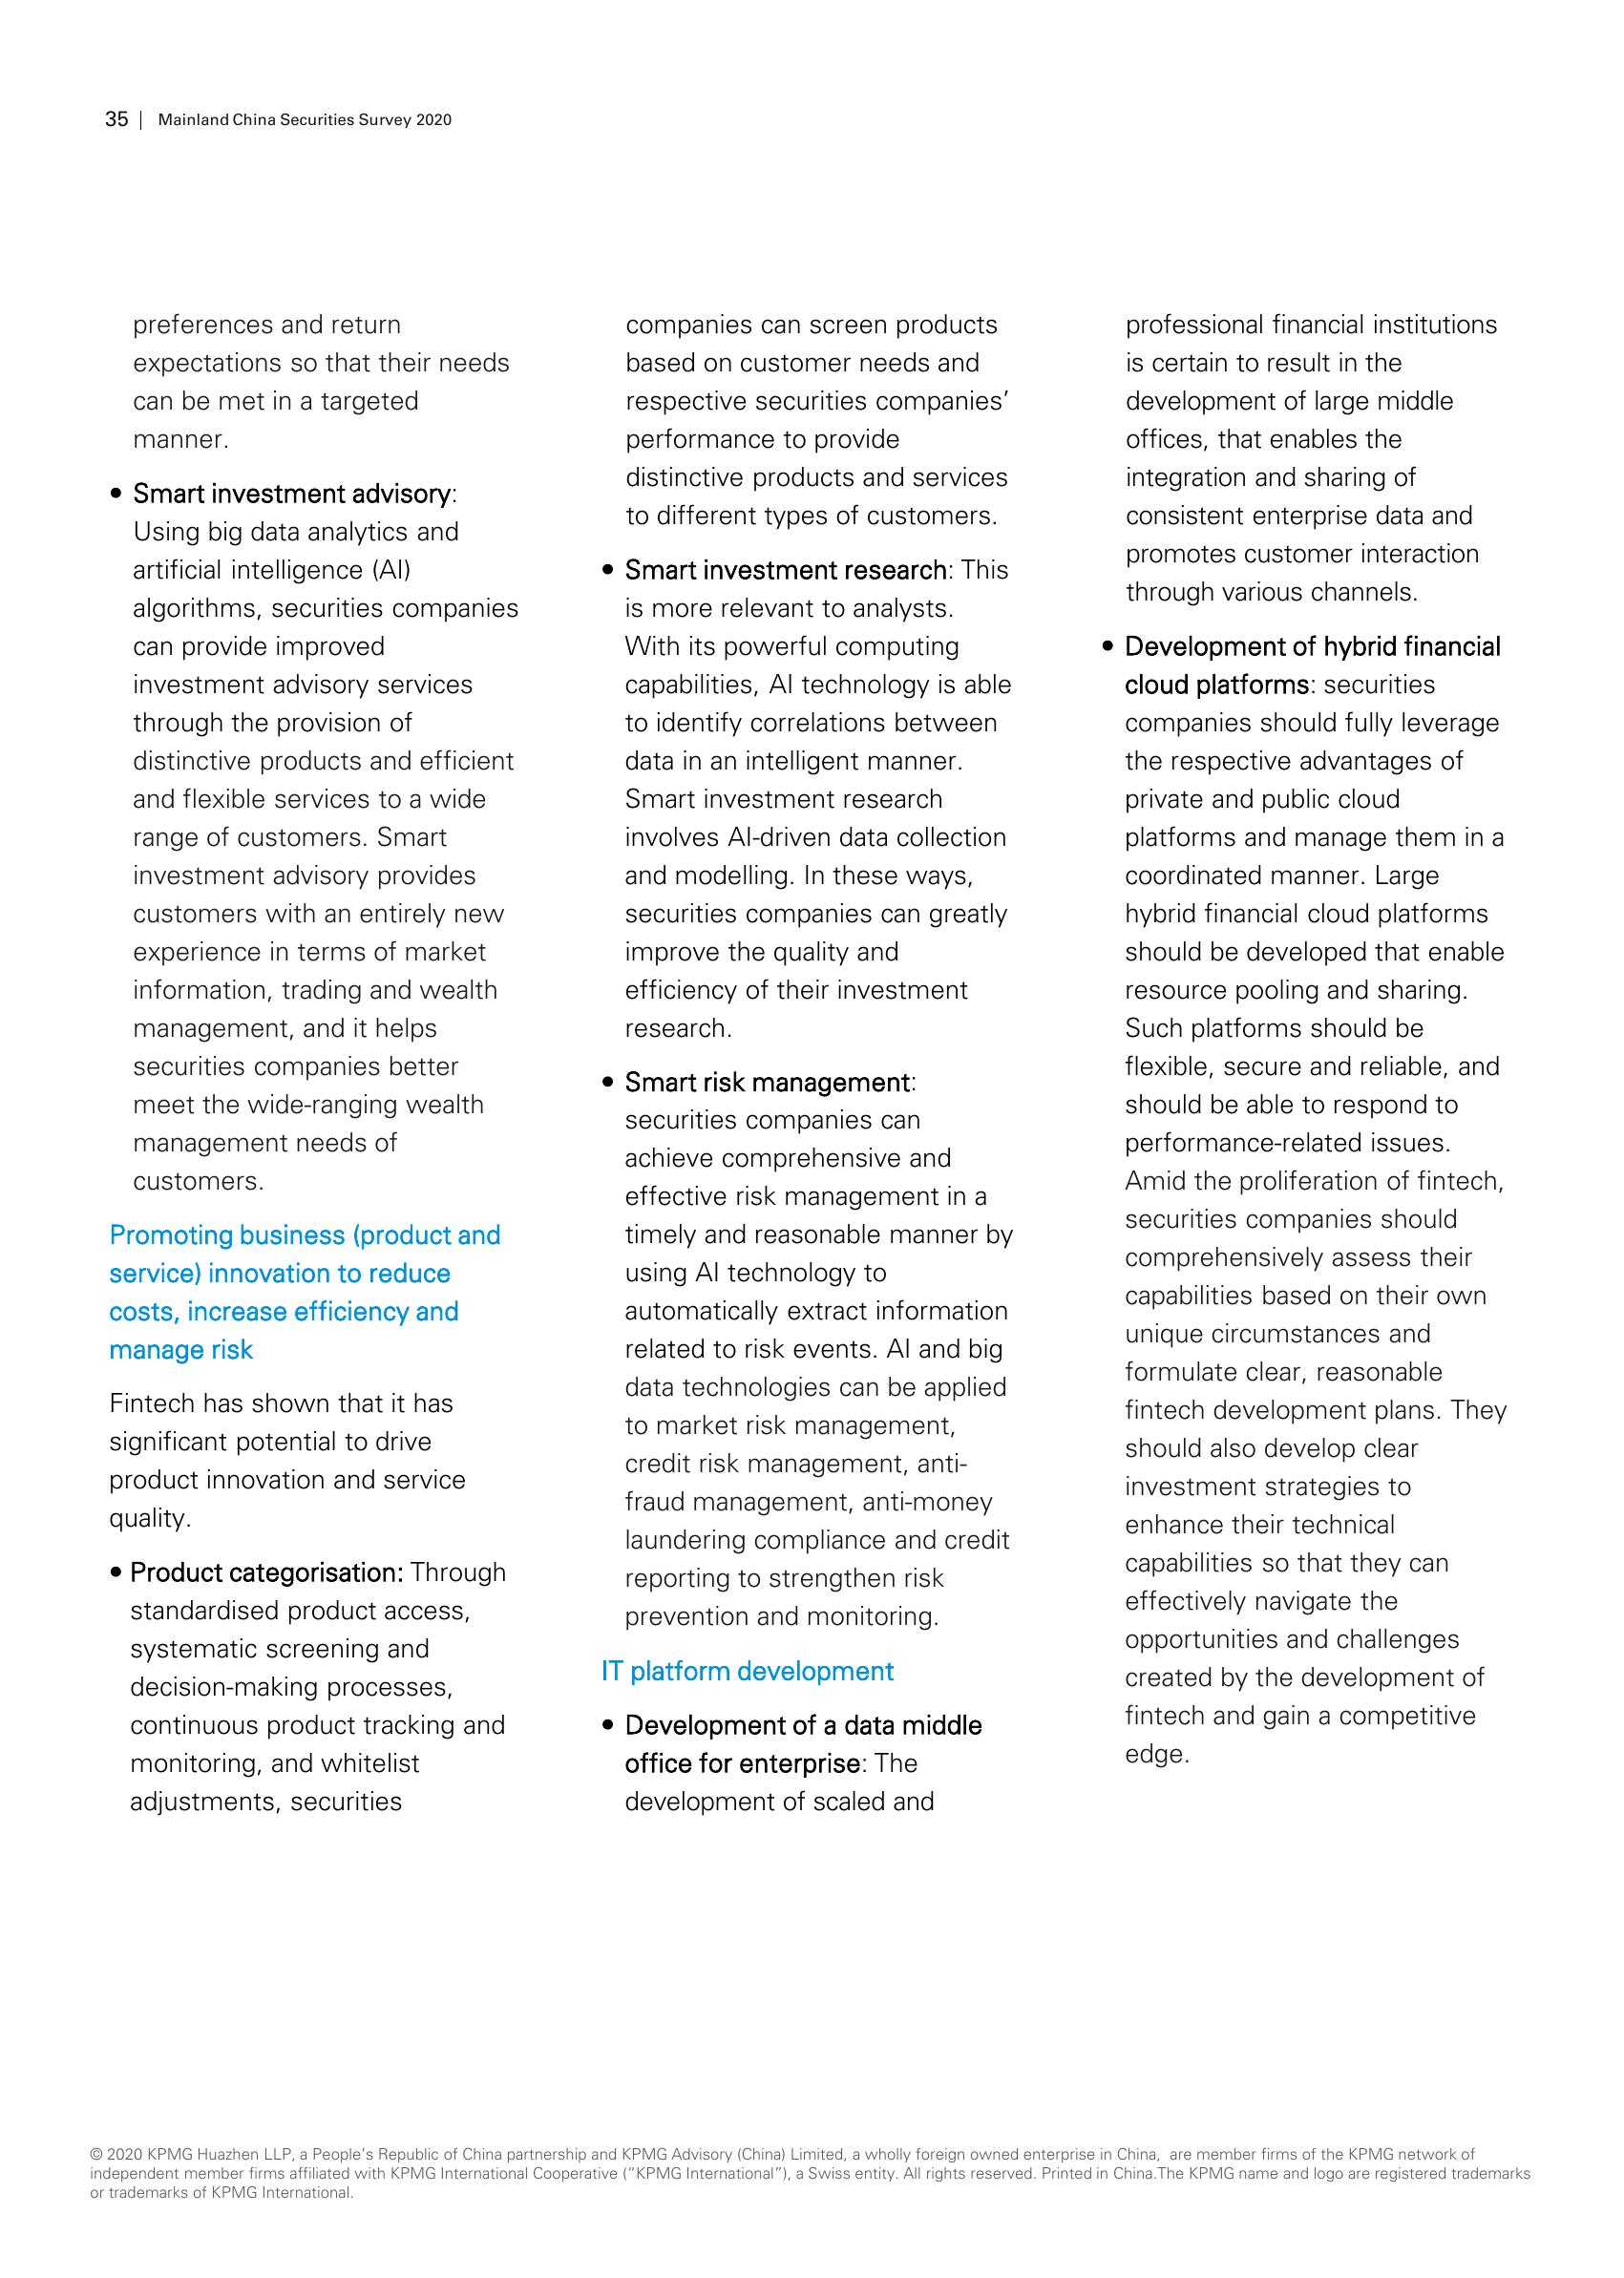 35 | Mainland China Securities Survey 2020
preferences and return
expectations so that their needs
can be met in a targeted
manner.
• Smart investment advisory:
Using big data analytics and
artificial intelligence (AI)
algorithms, securities companies
can provide improved
investment advisory services
through the provision of
distinctive products and efficient
and flexible services to a wide
range of customers. Smart
investment advisory provides
customers with an entirely new
experience in terms of market
information, trading and wealth
management, and it helps
securities companies better
meet the wide-ranging wealth
management needs of
customers.
Promoting business (product and
service) innovation to reduce
costs, increase efficiency and
manage risk
Fintech has shown that it has
significant potential to drive
product innovation and service
quality.
• Product categorisation: Through
standardised product access,
systematic screening and
decision-making processes,
continuous product tracking and
monitoring, and whitelist
adjustments, securities
companies can screen products
based on customer needs and
respective securities companies’
performance to provide
distinctive products and services
to different types of customers.
• Smart investment research: This
is more relevant to analysts.
With its powerful computing
capabilities, AI technology is able
to identify correlations between
data in an intelligent manner.
Smart investment research
involves AI-driven data collection
and modelling. In these ways,
securities companies can greatly
improve the quality and
efficiency of their investment
research.
• Smart risk management:
securities companies can
achieve comprehensive and
effective risk management in a
timely and reasonable manner by
using AI technology to
automatically extract information
related to risk events. AI and big
data technologies can be applied
to market risk management,
credit risk management, anti-
fraud management, anti-money
laundering compliance and credit
reporting to strengthen risk
prevention and monitoring.
IT platform development
• Development of a data middle
office for enterprise: The
development of scaled and
professional financial institutions
is certain to result in the
development of large middle
offices, that enables the
integration and sharing of
consistent enterprise data and
promotes customer interaction
through various channels.
• Development of hybrid financial
cloud platforms: securities
companies should fully leverage
the respective advantages of
private and public cloud
platforms and manage them in a
coordinated manner. Large
hybrid financial cloud platforms
should be developed that enable
resource pooling and sharing.
Such platforms should be
flexible, secure and reliable, and
should be able to respond to
performance-related issues.
Amid the proliferation of fintech,
securities companies should
comprehensively assess their
capabilities based on their own
unique circumstances and
formulate clear, reasonable
fintech development plans. They
should also develop clear
investment strategies to
enhance their technical
capabilities so that they can
effectively navigate the
opportunities and challenges
created by the development of
fintech and gain a competitive
edge.
© 2020 KPMG Huazhen LLP, a People’s Republic of China partnership and KPMG Advisory (China) Limited, a wholly foreign owned enterprise in China, are member firms of the KPMG network of
independent member firms affiliated with KPMG International Cooperative (“KPMG International”), a Swiss entity. All rights reserved. Printed in China.The KPMG name and logo are registered trademarks
or trademarks of KPMG International.